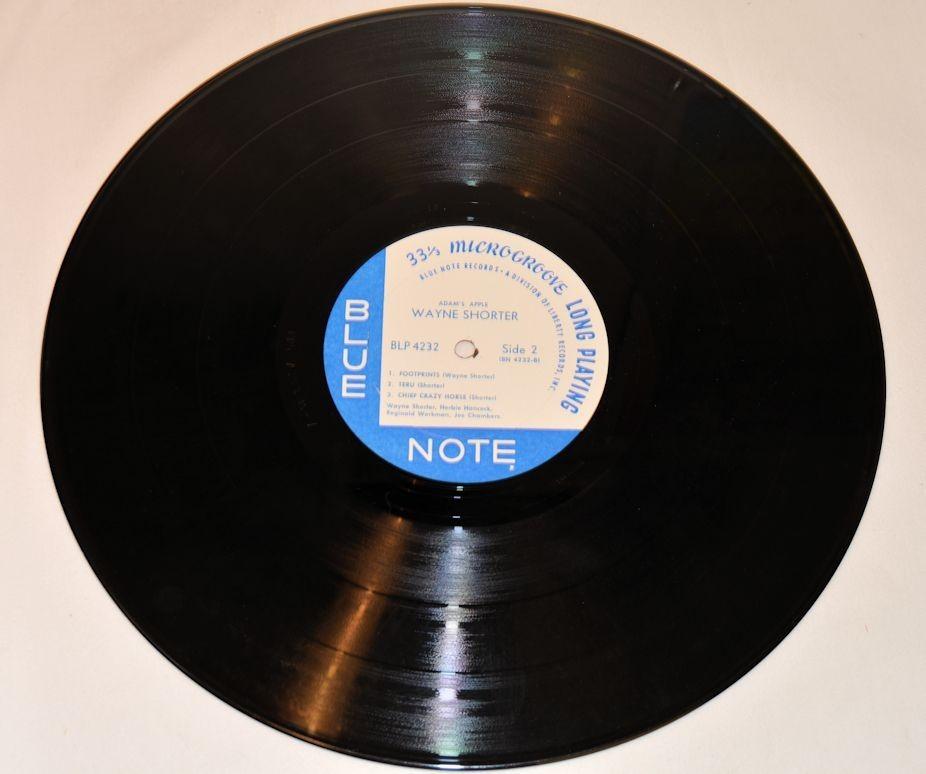 33⅓ MICROGROOVE LONG PLAYING
BLUE NOTE RECORDS • A DIVISION OF LIBERTY RECORDS, INC.
ADAM'S APPLE
WAYNE SHORTER
BLP 4232
Side 2
(BN 4232-B)
1. FOOTPRINTS (Wayne Shorter)
2. TERU (Shorter)
3. CHIEF CRAZY HORSE (Shorter)
Wayne Shorter, Herbie Hancock,
Reginald Workman, Joe Chambers.
BLUE
NOTE